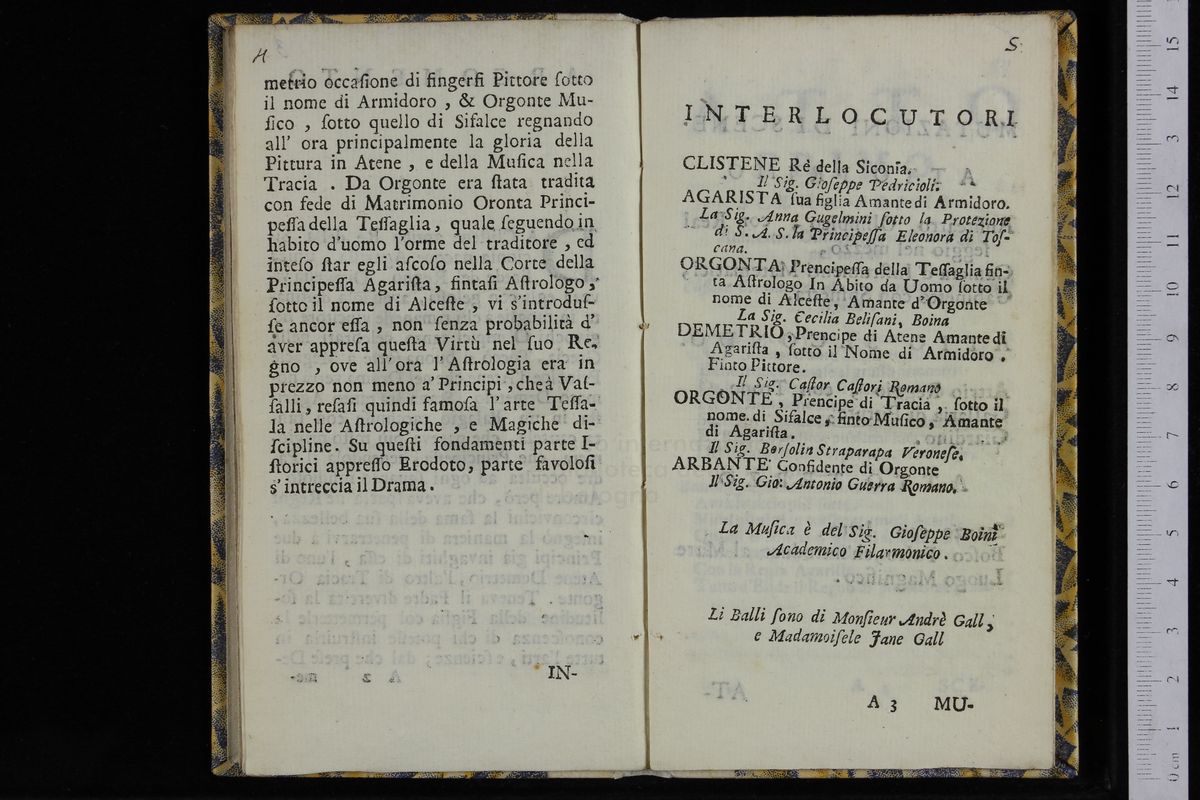 4
metrio occaſione di fingerſi Pittore ſotto
il nome di Armidoro , & Orgonte Mu-
ſico , ſotto quello di Sifalce regnando
all' ora principalmente la gloria della
Pittura in Atene , e della Muſica nella
Tracia . Da Orgonte era ſtata tradita
con fede di Matrimonio Oronta Princi-
peſſa della Teſſaglia , quale ſeguendo in
habito d'uomo l'orme del traditore , ed
inteſo ſtar egli aſcoſo nella Corte della
Principeſſa Agariſta, fintaſi Aſtrologo ,
ſotto il nome di Alceſte , vi s'introduſ-
ſe ancor eſſa , non ſenza probabilità d'
aver appreſa queſta Virtù nel ſuo Re-
gno , ove all'ora l'Aſtrologia era in
prezzo non meno a' Principi , che à Vaſ-
ſalli , reſaſi quindi famoſa l'arte Teſſa-
la nelle Aſtrologiche , e Magiche di-
ſcipline. Su queſti fondamenti parte I-
ſtorici appreſſo Erodoto, parte favoloſi
s'intreccia il Drama .
IN-
5
INTERLOCUTORI
CLISTENE Rè della Siconia.
Il Sig. Gioſeppe Pedricioli.
AGARISTA ſua figlia Amante di Armidoro.
La Sig. Anna Gugelmini ſotto la Protezione
di S. A. S. la Principeſſa Eleonora di Toſ-
cana.
ORGONTA Prencipeſſa della Teſſaglia fin-
ta Aſtrologo In Abito da Uomo ſotto il
nome di Alceſte, Amante d'Orgonte
La Sig. Cecilia Beliſani, Boina
DEMETRIO, Prencipe di Atene Amante di
Agariſta , ſotto il Nome di Armidoro .
Finto Pittore.
Il Sig. Caſtor Caſtori Romano
ORGONTE , Prencipe di Tracia , ſotto il
nome di Sifalce, finto Muſico, Amante
di Agariſta.
Il Sig. Borſolin Straparapa Veroneſe.
ARBANTE Confidente di Orgonte
Il Sig. Gio: Antonio Guerra Romano.
La Muſica è del Sig. Gioſeppe Boini
Academico Filarmonico .
Li Balli ſono di Monſieur Andrè Gall ,
e Madamoiſele Jane Gall
A 3 MU-